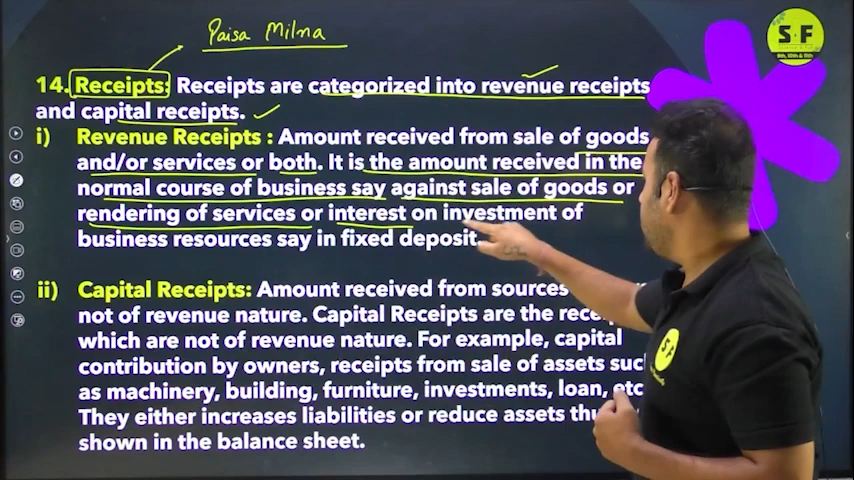 Paisa Milna
S.F
9th, 10th & 11th
14. Receipts: Receipts are categorized into revenue receipts
and capital receipts.
i) Revenue Receipts : Amount received from sale of goods
and/or services or both. It is the amount received in the
normal course of business say against sale of goods or
rendering of services or interest on investment of
business resources say in fixed deposit.
ii) Capital Receipts: Amount received from sources
not of revenue nature. Capital Receipts are the
which are not of revenue nature. For example, capital
contribution by owners, receipts from sale of assets
as machinery, building, furniture, investments, loan, etc
They either increases liabilities or reduce assets
shown in the balance sheet.
S.F